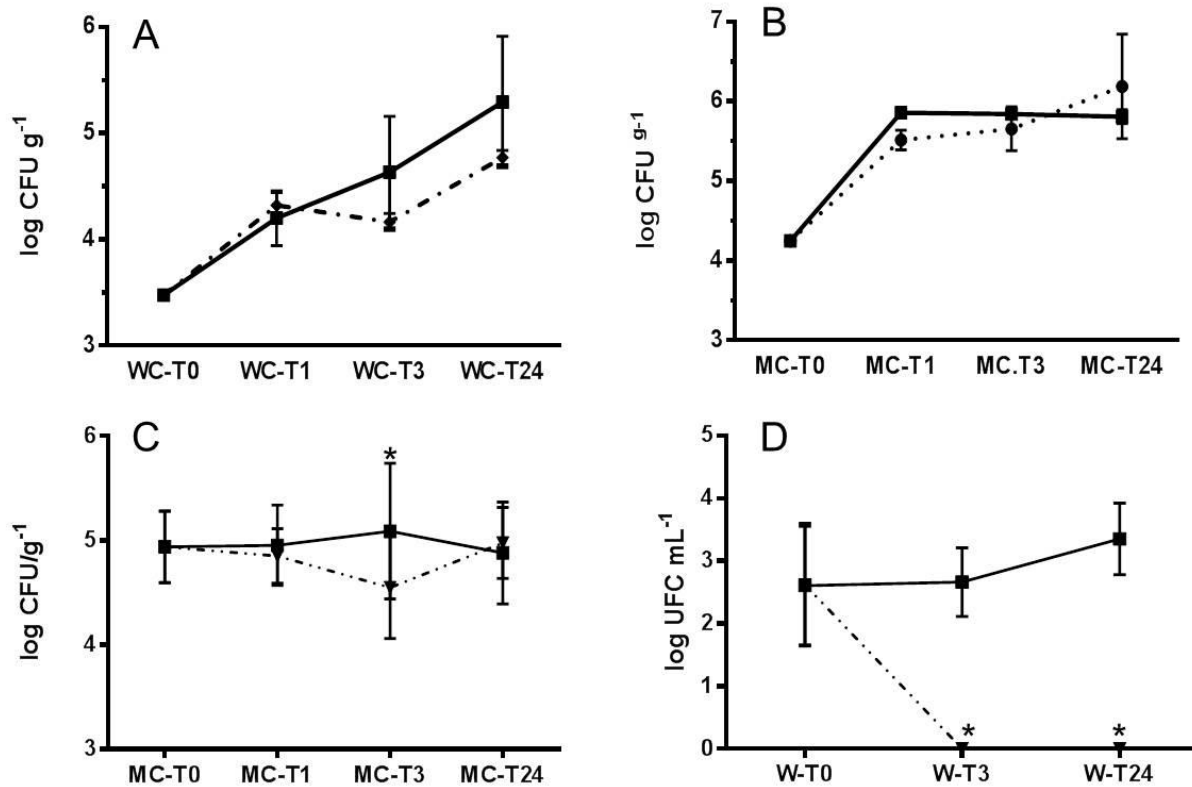 A
log CFU g-1
6
5
4
3
WC-T0 WC-T1 WC-T3 WC-T24
B
log CFU g-1
7
6
5
4
3
MC-T0 MC-T1 MC.T3 MC-T24
C
log CFU/g-1
6
5
4
3
*
MC-T0 MC-T1 MC-T3 MC-T24
D
log UFC mL-1
5
4
3
2
1
0
* *
W-T0 W-T3 W-T24